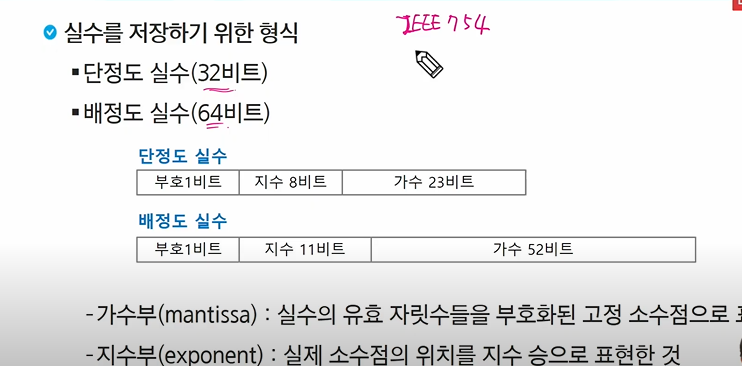 실수를 저장하기 위한 형식 IEEE 754
▪단정도 실수(32비트)
▪배정도 실수(64비트)
단정도 실수
부호1비트 지수 8비트 가수 23비트
배정도 실수
부호1비트 지수 11비트 가수 52비트
-가수부(mantissa) : 실수의 유효 자릿수들을 부호화된 고정 소수점으로
-지수부(exponent) : 실제 소수점의 위치를 지수 승으로 표현한 것